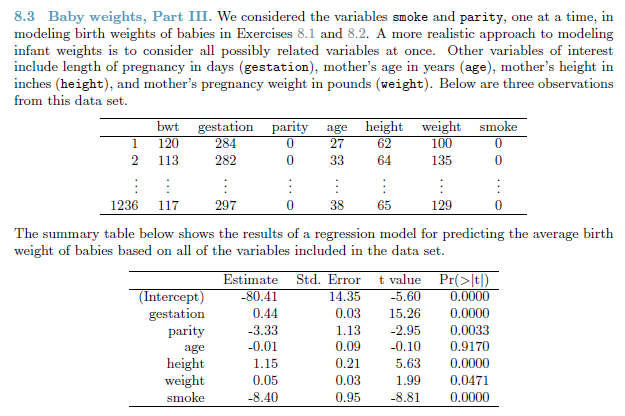 8.3 Baby weights, Part III. We considered the variables smoke and parity, one at a time, in
modeling birth weights of babies in Exercises 8.1 and 8.2. A more realistic approach to modeling
infant weights is to consider all possibly related variables at once. Other variables of interest
include length of pregnancy in days (gestation), mother's age in years (age), mother's height in
inches (height), and mother's pregnancy weight in pounds (weight). Below are three observations
from this data set.
bwt gestation parity age height weight smoke
1 120 284 0 27 62 100 0
2 113 282 0 33 64 135 0
⋮ ⋮ ⋮ ⋮ ⋮ ⋮ ⋮ ⋮
1236 117 297 0 38 65 129 0
The summary table below shows the results of a regression model for predicting the average birth
weight of babies based on all of the variables included in the data set.
Estimate Std. Error t value Pr(>|t|)
(Intercept) -80.41 14.35 -5.60 0.0000
gestation 0.44 0.03 15.26 0.0000
parity -3.33 1.13 -2.95 0.0033
age -0.01 0.09 -0.10 0.9170
height 1.15 0.21 5.63 0.0000
weight 0.05 0.03 1.99 0.0471
smoke -8.40 0.95 -8.81 0.0000